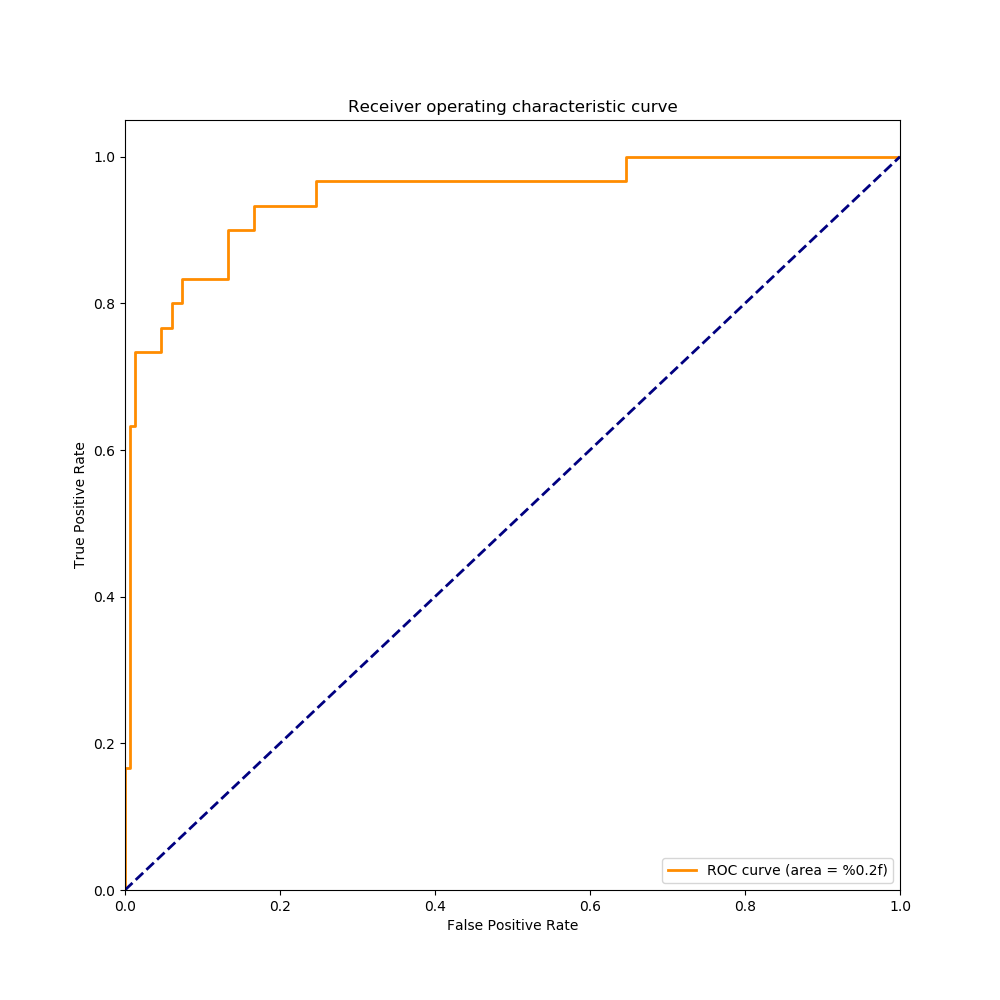 Receiver operating characteristic curve
1.0
0.8
0.6
0.4
0.2
0.0
True Positive Rate
ROC curve (area = %0.2f)
0.0 0.2 0.4 0.6 0.8 1.0
False Positive Rate